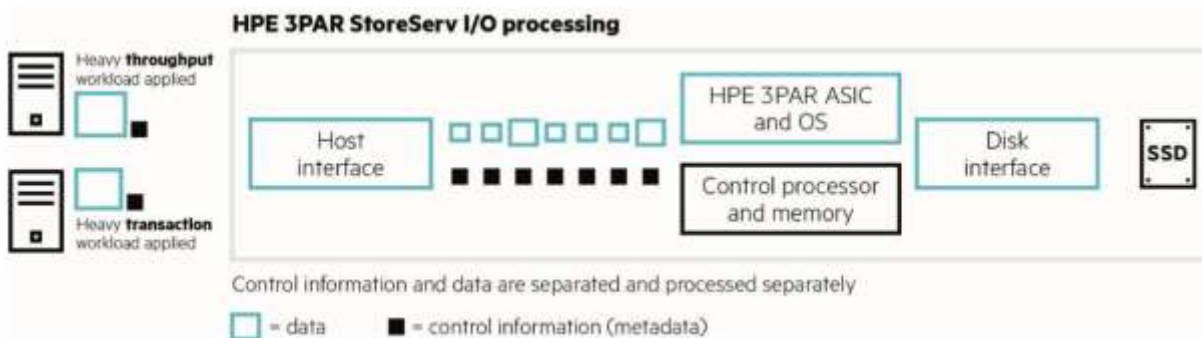 HPE 3PAR StoreServ I/O processing
Heavy throughput
workload applied
HPE 3PAR ASIC
and OS
Host
interface
Disk
interface
SSD
Control processor
and memory
Heavy transaction
workload applied
Control information and data are separated and processed separately
= data
= control information (metadata)